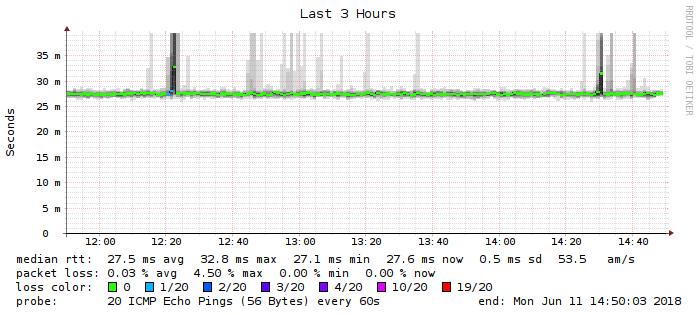 Last 3 Hours
RRDTOOL / TOBI OETIKER
Seconds
35 m
30 m
25 m
20 m
15 m
10 m
5 m
0
12:00 12:20 12:40 13:00 13:20 13:40 14:00 14:20 14:40
median rtt: 27.5 ms avg 32.8 ms max 27.1 ms min 27.6 ms now 0.5 ms sd 53.5 am/s
packet loss: 0.03 % avg 4.50 % max 0.00 % min 0.00 % now
loss color: 0 1/20 2/20 3/20 4/20 10/20 19/20
probe: 20 ICMP Echo Pings (56 Bytes) every 60s end: Mon Jun 11 14:50:03 2018